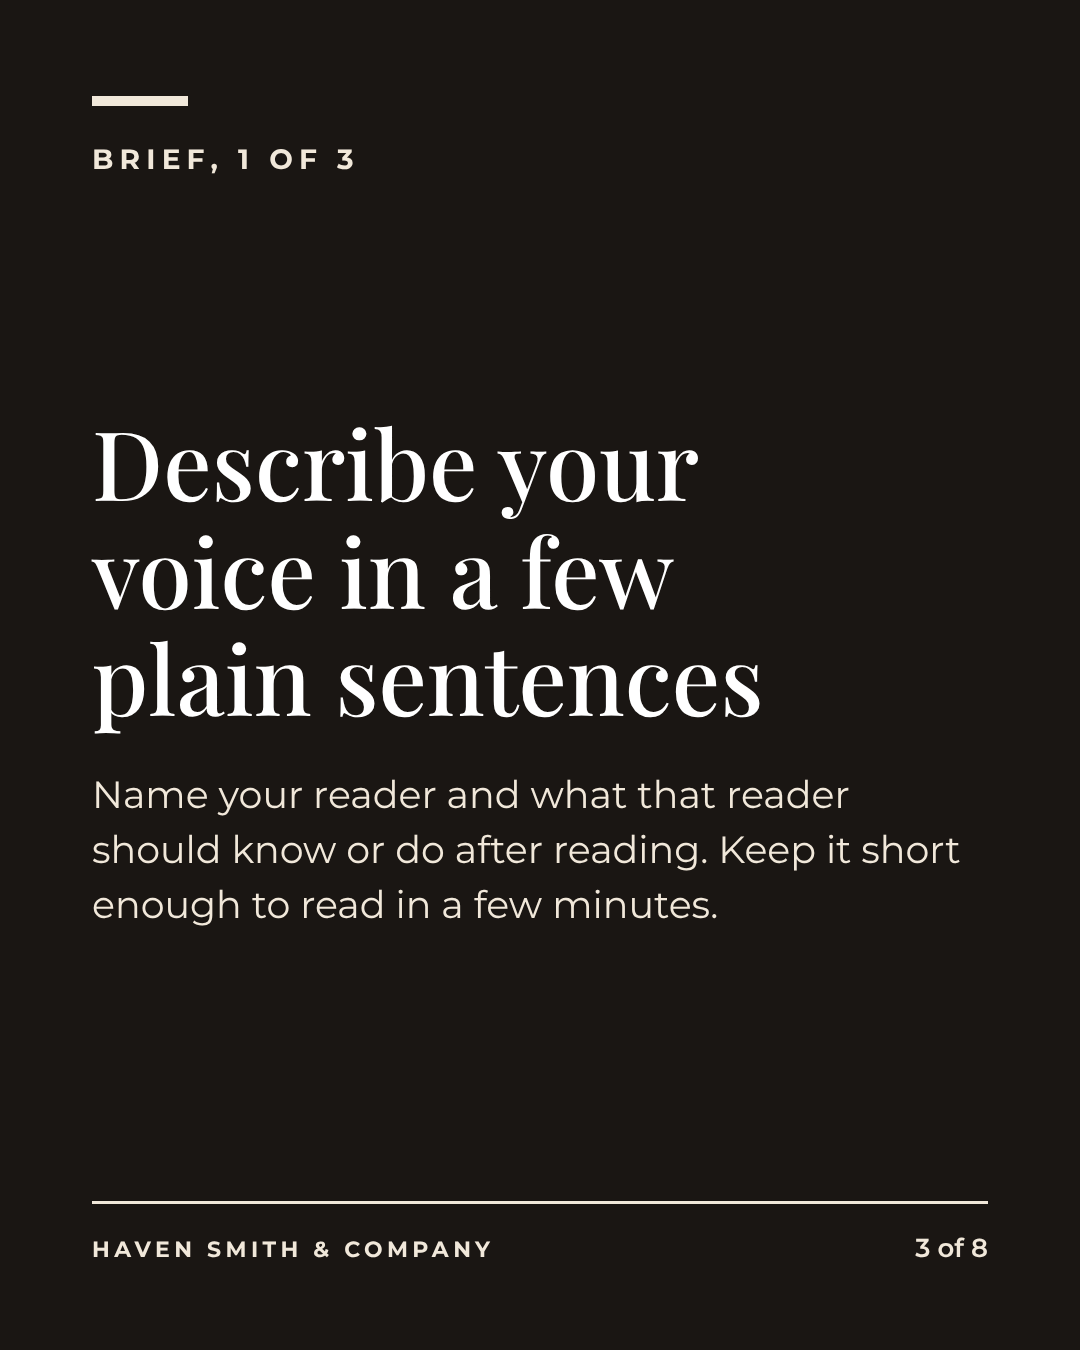 BRIEF, 1 OF 3
Describe your
voice in a few
plain sentences
Name your reader and what that reader
should know or do after reading. Keep it short
enough to read in a few minutes.
HAVEN SMITH & COMPANY
3 of 8